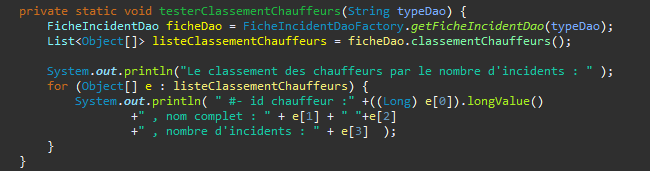 private static void testerClassementChauffeurs(String typeDao) {
FicheIncidentDao ficheDao = FicheIncidentDaoFactory.getFicheIncidentDao(typeDao);
List<Object[]> listeClassementChauffeurs = ficheDao.classementChauffeurs();
System.out.println("Le classement des chauffeurs par le nombre d'incidents : " );
for (Object[] e : listeClassementChauffeurs) {
System.out.println( " #- id chauffeur :" +((Long) e[0]).longValue()
+" , nom complet : " + e[1] + " "+e[2]
+" , nombre d'incidents : " + e[3]  );
}
}